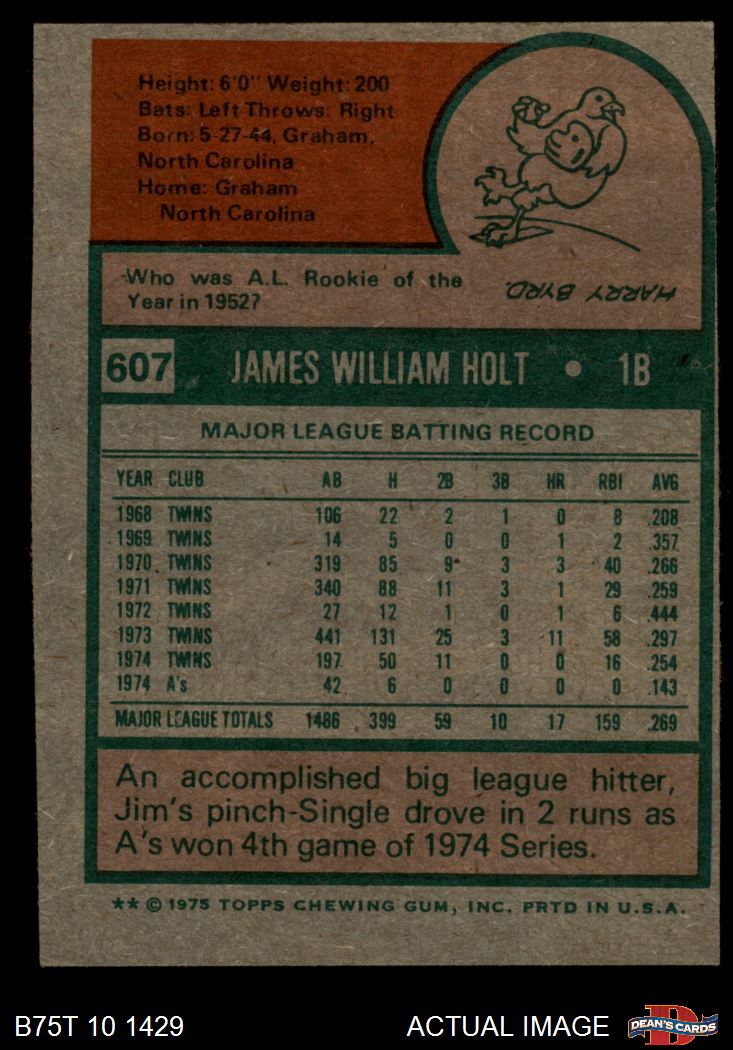 Height: 6'0" Weight: 200
Bats: Left Throws: Right
Born: 5-27-44, Graham,
North Carolina
Home: Graham
North Carolina
Who was A.L. Rookie of the
Year in 1952?
HARRY BYRD.
607 JAMES WILLIAM HOLT • 1B
MAJOR LEAGUE BATTING RECORD
YEAR CLUB AB H 2B 3B HR RBI AVG
1968 TWINS 106 22 2 1 0 8 .208
1969 TWINS 14 5 0 0 1 2 .357
1970 TWINS 319 85 9 3 3 40 .266
1971 TWINS 340 88 11 3 1 29 .259
1972 TWINS 27 12 1 0 1 6 .444
1973 TWINS 441 131 25 3 11 58 .297
1974 TWINS 197 50 11 0 0 16 .254
1974 A's 42 6 0 0 0 0 .143
MAJOR LEAGUE TOTALS 1486 399 59 10 17 159 .269
An accomplished big league hitter,
Jim's pinch-Single drove in 2 runs as
A's won 4th game of 1974 Series.
** © 1975 TOPPS CHEWING GUM, INC. PRTD IN U.S.A.
B75T 10 1429 ACTUAL IMAGE D DEAN'S CARDS